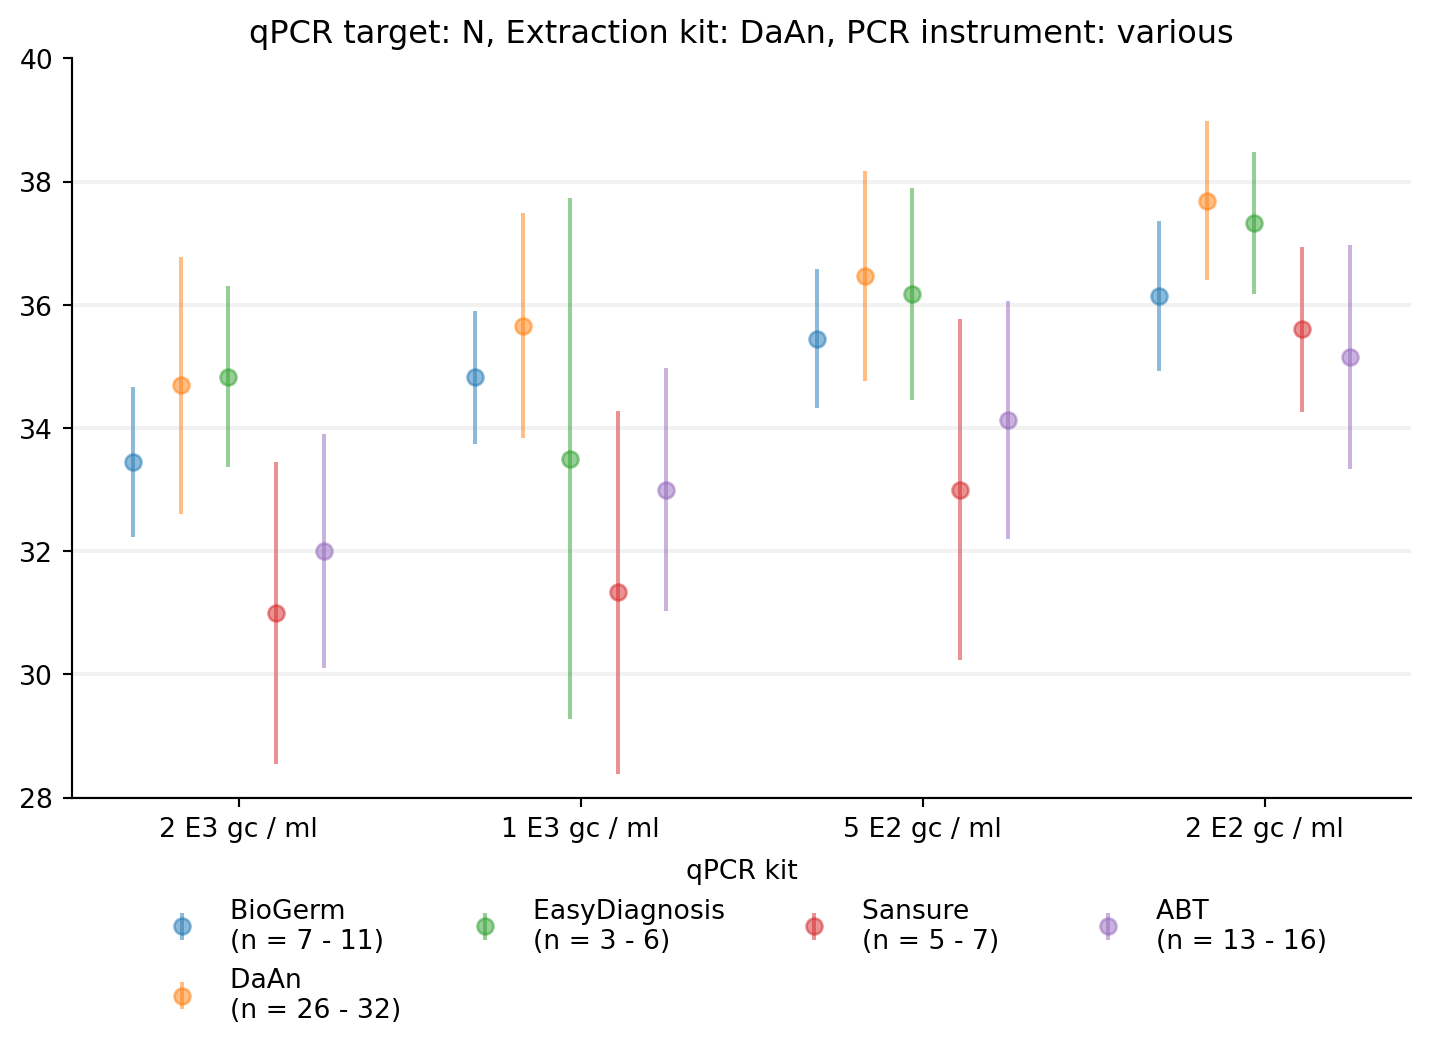 qPCR target: N, Extraction kit: DaAn, PCR instrument: various
40
38
36
34
32
30
28
2 E3 gc / ml
1 E3 gc / ml
5 E2 gc / ml
2 E2 gc / ml
qPCR kit
BioGerm
(n = 7 - 11)
DaAn
(n = 26 - 32)
EasyDiagnosis
(n = 3 - 6)
Sansure
(n = 5 - 7)
ABT
(n = 13 - 16)